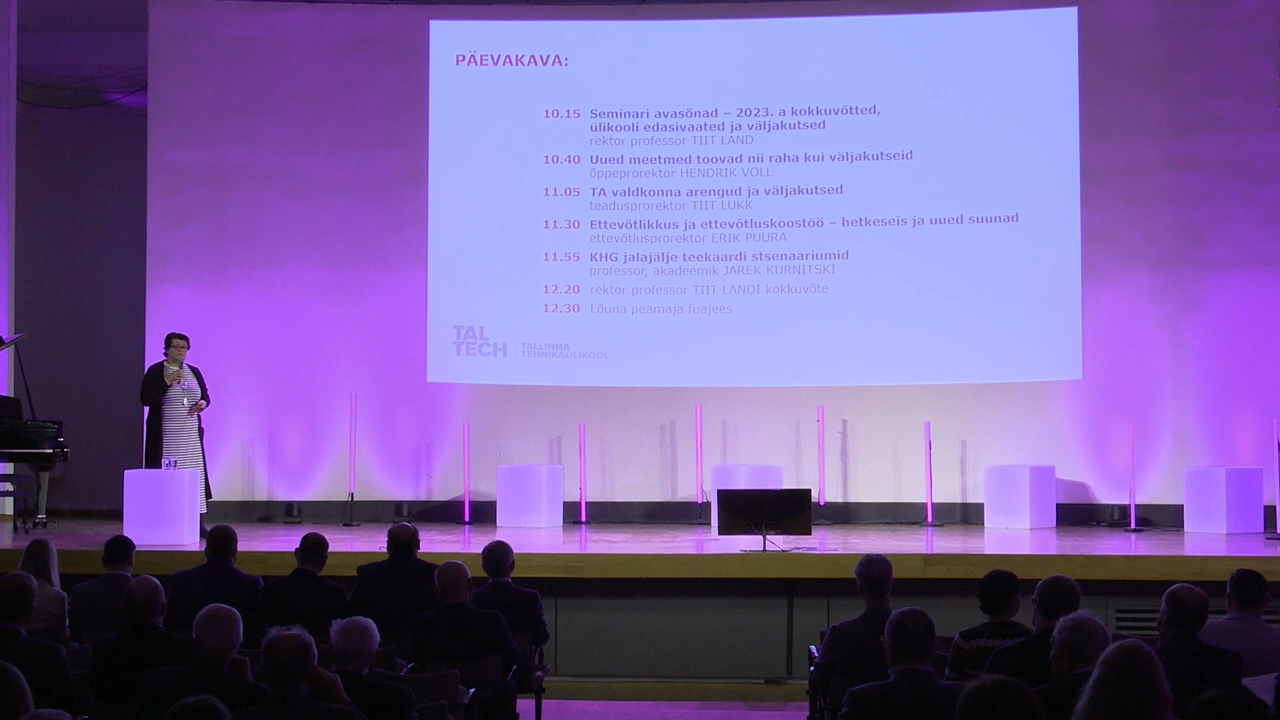 PÄEVAKAVA:
10.15 Seminari avasõnad – 2023. a kokkuvõtted,
ülikooli edasivaated ja väljakutsed
rektor professor TIIT LAND
10.40 Uued meetmed toovad nii raha kui väljakutseid
õppeprorektor HENDRIK VOLL
11.05 TA valdkonna arengud ja väljakutsed
teadusprorektor TIIT LUKK
11.30 Ettevõtlikkus ja ettevõtluskoostöö – hetkeseis ja uued suunad
ettevõtlusprorektor ERIK PUURA
11.55 KHG jalajälje teekaardi stsenaariumid
professor, akadeemik JAREK KURNITSKI
12.20 rektor professor TIIT LANDI kokkuvõte
12.30 Lõuna peamaja fuajees
TAL
TECH
TALLINNA
TEHNIKAÜLIKOOL